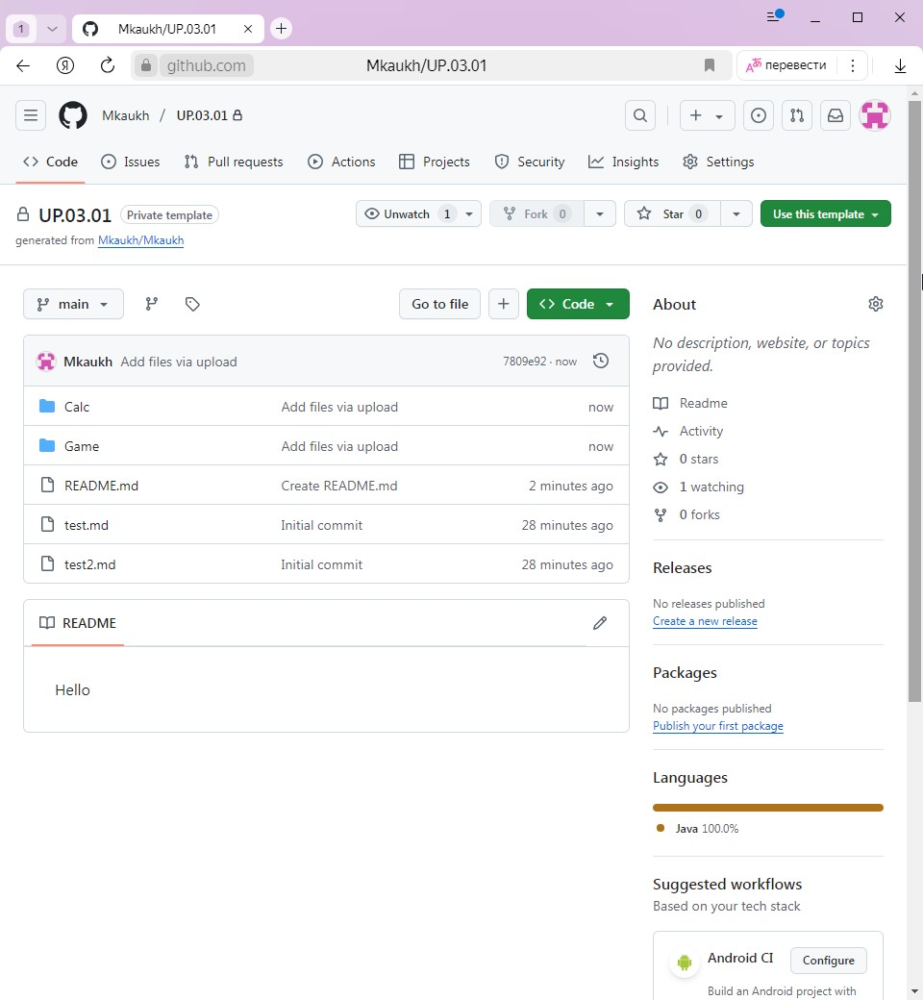 1
Mkaukh/UP.03.01
Я
github.com
Mkaukh/UP.03.01
перевести
Mkaukh / UP.03.01
Code
Issues
Pull requests
Actions
Projects
Security
Insights
Settings
UP.03.01
Private template
Unwatch 1
Fork 0
Star 0
Use this template
generated from Mkaukh/Mkaukh
main
Go to file
Code
Mkaukh Add files via upload
7809e92 · now
Calc Add files via upload now
Game Add files via upload now
README.md Create README.md 2 minutes ago
test.md Initial commit 28 minutes ago
test2.md Initial commit 28 minutes ago
README
Hello
About
No description, website, or topics
provided.
Readme
Activity
0 stars
1 watching
0 forks
Releases
No releases published
Create a new release
Packages
No packages published
Publish your first package
Languages
Java 100.0%
Suggested workflows
Based on your tech stack
Android CI
Configure
Build an Android project with